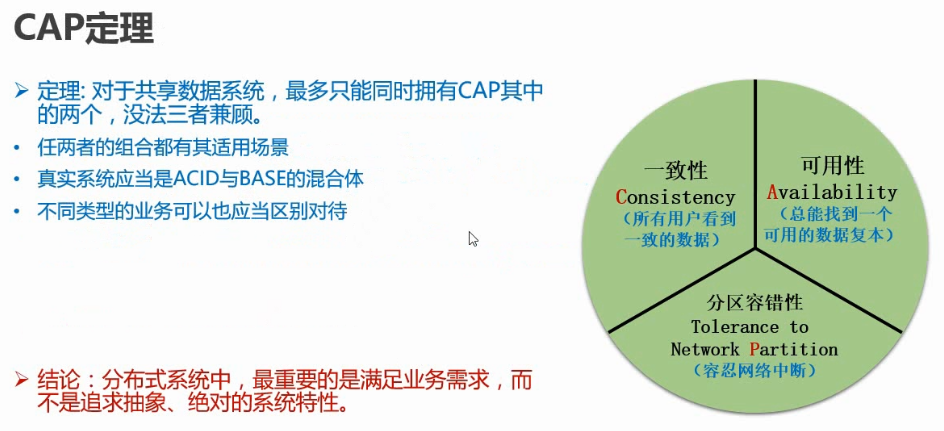 CAP定理
定理: 对于共享数据系统，最多只能同时拥有CAP其中
的两个，没法三者兼顾。
任两者的组合都有其适用场景
真实系统应当是ACID与BASE的混合体
不同类型的业务可以也应当区别对待
结论：分布式系统中，最重要的是满足业务需求，而
不是追求抽象、绝对的系统特性。
一致性
Consistency
（所有用户看到
一致的数据）
可用性
Availability
（总能找到一个
可用的数据复本）
分区容错性
Tolerance to
Network Partition
（容忍网络中断）